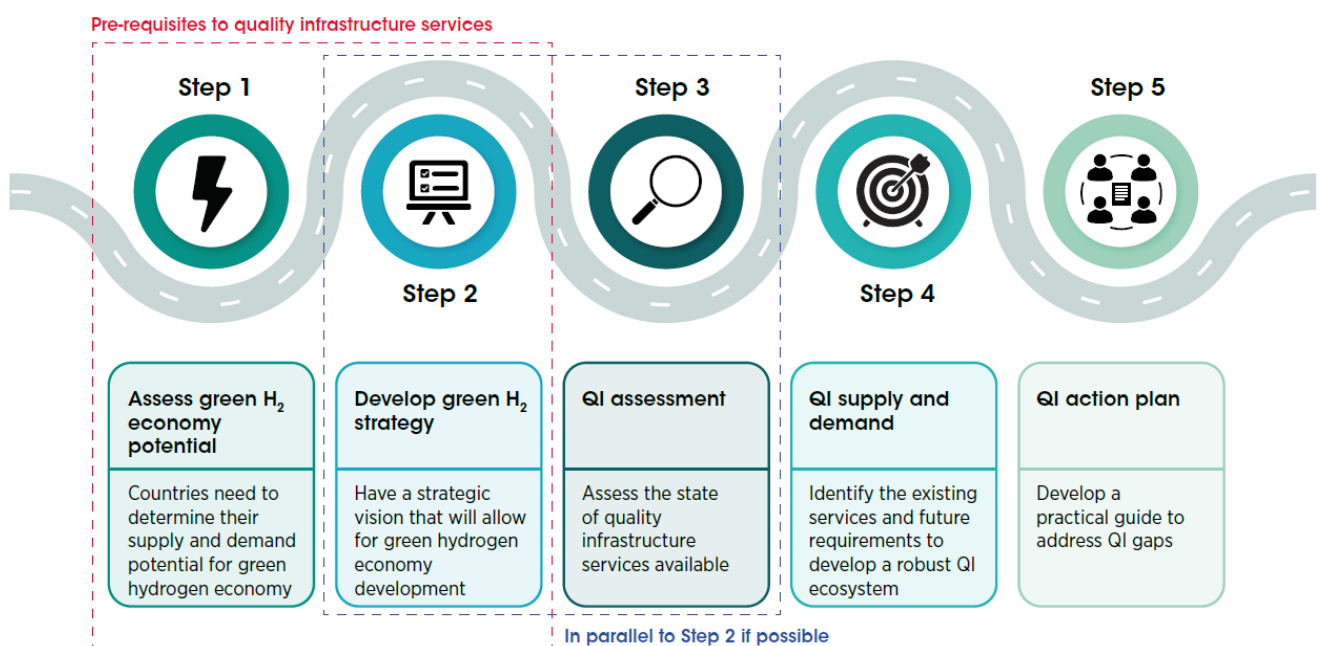 Pre-requisites to quality infrastructure services
Step 1
Step 2
Step 3
Step 4
Step 5
Assess green H₂
economy
potential
Countries need to
determine their
supply and demand
potential for green
hydrogen economy
Develop green H₂
strategy
Have a strategic
vision that will allow
for green hydrogen
economy
development
QI assessment
Assess the state
of quality
infrastructure
services available
QI supply and
demand
Identify the existing
services and future
requirements to
develop a robust QI
ecosystem
QI action plan
Develop a
practical guide to
address QI gaps
In parallel to Step 2 if possible